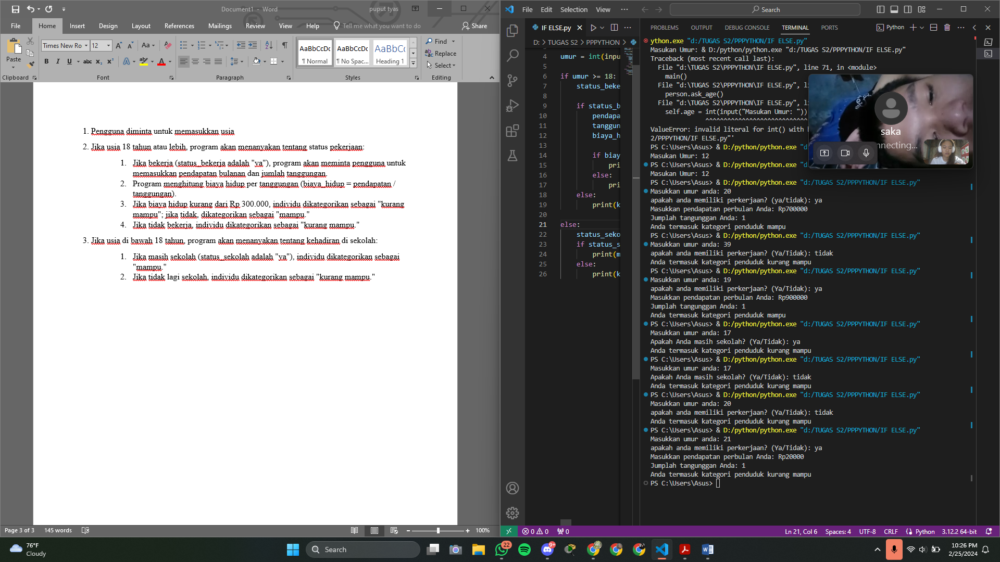 Document1 - Word
puput tyas
File Home Insert Design Layout References Mailings Review View Help Tell me what you want to do Share
Paste
Times New Ro 12
Aa
B I U abc x₂ x² A A
AaBbCcDc AaBbCcDc AaBbCc
¶ Normal ¶ No Spac... Heading 1
Find
Replace
Select
Clipboard Font Paragraph Styles Editing
1. Pengguna diminta untuk memasukkan usia
2. Jika usia 18 tahun atau lebih, program akan menanyakan tentang status pekerjaan:
1. Jika bekerja (status_bekerja adalah "ya"), program akan meminta pengguna untuk
memasukkan pendapatan bulanan dan jumlah tanggungan.
2. Program menghitung biaya hidup per tanggungan (biaya_hidup = pendapatan /
tanggungan).
3. Jika biaya hidup kurang dari Rp 300.000, individu dikategorikan sebagai "kurang
mampu"; jika tidak, dikategorikan sebagai "mampu."
4. Jika tidak bekerja, individu dikategorikan sebagai "kurang mampu."
3. Jika usia di bawah 18 tahun, program akan menanyakan tentang kehadiran di sekolah:
1. Jika masih sekolah (status_sekolah adalah "ya"), individu dikategorikan sebagai
"mampu."
2. Jika tidak lagi sekolah, individu dikategorikan sebagai "kurang mampu."
Page 3 of 3 145 words 100%
File Edit Selection View ... Search
IF ELSE.py
D: > TUGAS S2 > PPPYTHON >
4 umur = int(inpu
5
6 if umur >= 18:
7 status_beke
8
9 if status_b
10 pendapa
11 tanggun
12 biaya_h
13
14 if biay
15 pri
16 else:
17 pri
18 else:
19 print(k
20
21 else:
22 status_seko
23 if status_s
24 print(m
25 else:
26 print(k
PROBLEMS OUTPUT DEBUG CONSOLE TERMINAL PORTS Python
ython.exe "d:/TUGAS S2/PPPYTHON/IF ELSE.py"
Masukan Umur: & D:/python/python.exe "d:/TUGAS S2/PPPYTHON/IF ELSE.py"
Traceback (most recent call last):
File "d:\TUGAS S2\PPPYTHON\IF ELSE.py", line 71, in <module>
main()
File "d:\TUGAS S2\PPPYTHON\IF ELSE.py", li
person.ask_age()
File "d:\TUGAS S2\PPPYTHON\IF ELSE.py", li
self.age = int(input("Masukan Umur: "))
^^^^^^^^^^^^^^^^^^^^^^^^^^^^
ValueError: invalid literal for int() with
2/PPPYTHON/IF ELSE.py"'
PS C:\Users\Asus> & D:/python/python.exe "d:/
Masukan Umur: 12
PS C:\Users\Asus> & D:/python/python.exe "d:/
Masukan Umur: 12
PS C:\Users\Asus> & D:/python/python.exe "d:/TUGAS S2/PPPYTHON/IF ELSE.py"
Masukkan umur anda: 20
apakah anda memiliki perkerjaan? (ya/tidak): ya
Masukkan pendapatan perbulan Anda: Rp700000
Jumplah tangunggan Anda: 1
Anda termasuk kategori penduduk mampu
PS C:\Users\Asus> & D:/python/python.exe "d:/TUGAS S2/PPPYTHON/IF ELSE.py"
Masukkan umur anda: 39
apakah anda memiliki perkerjaan? (Ya/Tidak): tidak
Anda termasuk kategori penduduk kurang mampu
PS C:\Users\Asus> & D:/python/python.exe "d:/TUGAS S2/PPPYTHON/IF ELSE.py"
Masukkan umur anda: 19
apakah anda memiliki perkerjaan? (Ya/Tidak): ya
Masukkan pendapatan perbulan Anda: Rp900000
Jumplah tangunggan Anda: 1
Anda termasuk kategori penduduk mampu
PS C:\Users\Asus> & D:/python/python.exe "d:/TUGAS S2/PPPYTHON/IF ELSE.py"
Masukkan umur anda: 17
Apakah Anda masih sekolah? (Ya/Tidak): ya
Anda termasuk kategori penduduk kurang mampu
PS C:\Users\Asus> & D:/python/python.exe "d:/TUGAS S2/PPPYTHON/IF ELSE.py"
Masukkan umur anda: 17
Apakah Anda masih sekolah? (Ya/Tidak): tidak
Anda termasuk kategori penduduk kurang mampu
PS C:\Users\Asus> & D:/python/python.exe "d:/TUGAS S2/PPPYTHON/IF ELSE.py"
Masukkan umur anda: 20
apakah anda memiliki perkerjaan? (Ya/Tidak): tidak
Anda termasuk kategori penduduk kurang mampu
PS C:\Users\Asus> & D:/python/python.exe "d:/TUGAS S2/PPPYTHON/IF ELSE.py"
Masukkan umur anda: 21
apakah anda memiliki perkerjaan? (Ya/Tidak): ya
Masukkan pendapatan perbulan Anda: Rp20000
Jumplah tangunggan Anda: 1
Anda termasuk kategori penduduk kurang mampu
PS C:\Users\Asus>
saka
nnecting...
0 0 0 Ln 21, Col 6 Spaces: 4 UTF-8 CRLF Python 3.12.2 64-bit
76°F
Cloudy
Search
22
9+
10:26 PM
2/25/2024